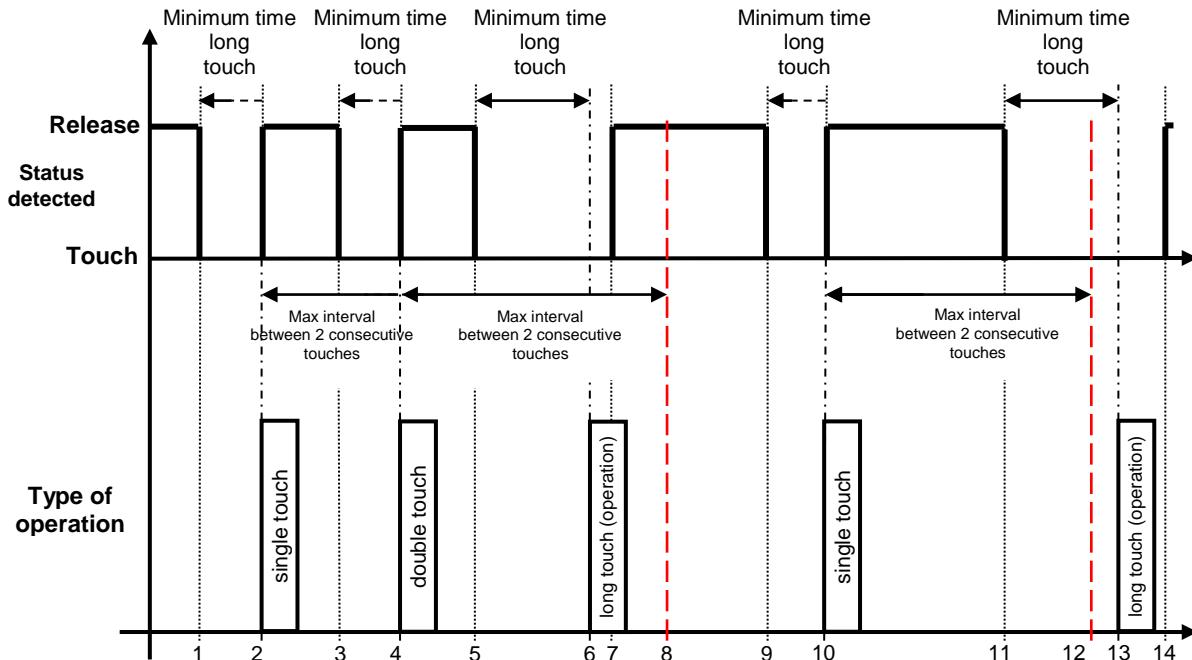 Minimum time
long
touch
Minimum time
long
touch
Minimum time
long
touch
Minimum time
long
touch
Minimum time
long
touch
Release
Status
detected
Touch
Max interval
between 2 consecutive
touches
Max interval
between 2 consecutive
touches
Max interval
between 2 consecutive
touches
Type of
operation
single touch
double touch
long touch (operation)
single touch
long touch (operation)
1 2 3 4 5 6 7 8 9 10 11 12 13 14